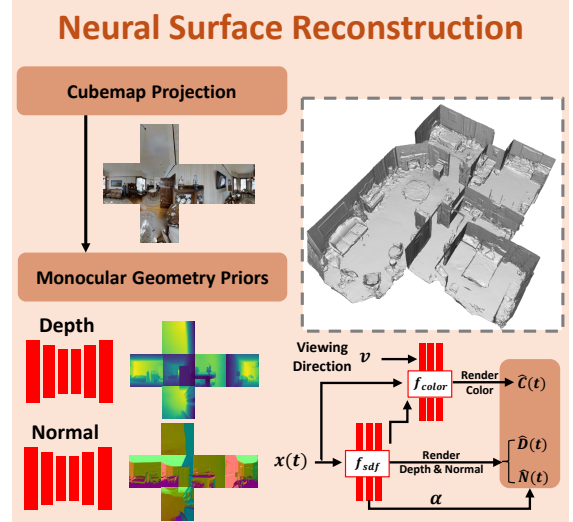 Neural Surface Reconstruction
Cubemap Projection
Monocular Geometry Priors
Depth
Normal
Viewing
Direction
v
f_color
Render
Color
Ĉ(t)
x(t)
f_sdf
Render
Depth & Normal
D̂(t)
N̂(t)
α